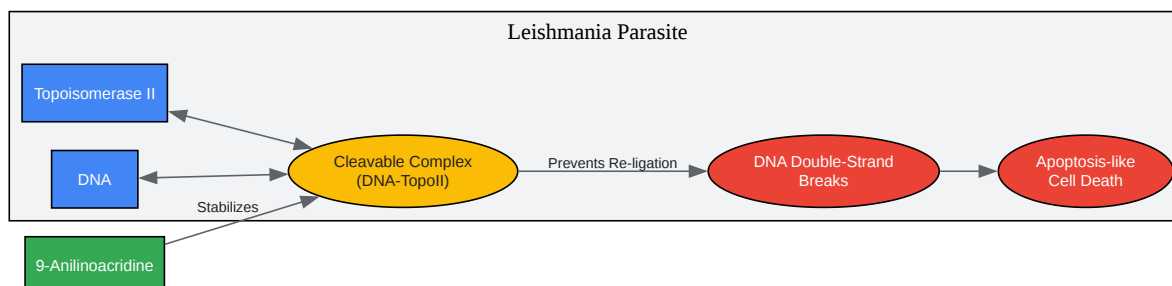 Leishmania Parasite
Topoisomerase II
DNA
Cleavable Complex
(DNA-TopoII)
Prevents Re-ligation
DNA Double-Strand
Breaks
Apoptosis-like
Cell Death
Stabilizes
9-Anilinoacridine